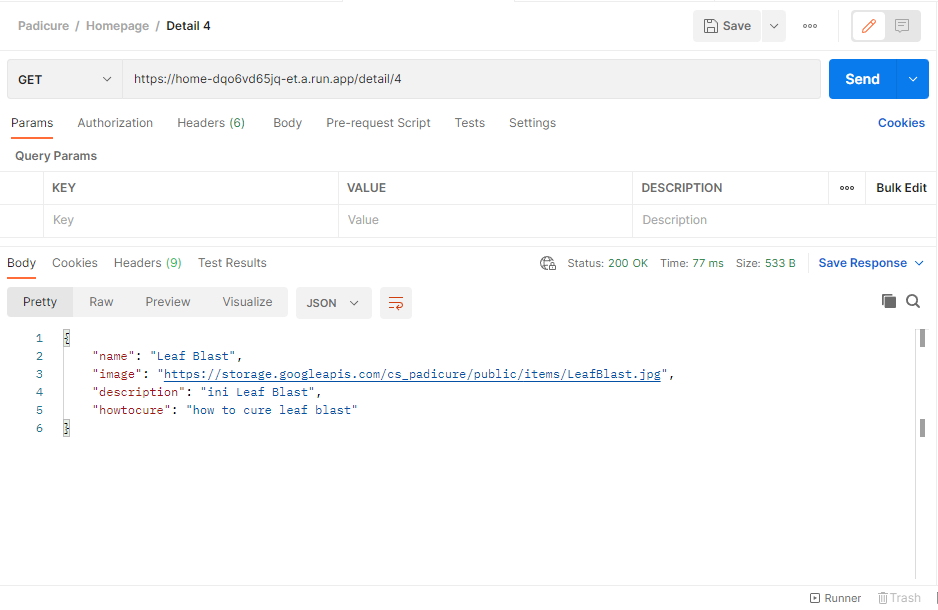 Padicure / Homepage / Detail 4 Save
GET https://home-dqo6vd65jq-et.a.run.app/detail/4 Send
Params Authorization Headers (6) Body Pre-request Script Tests Settings Cookies
Query Params
KEY VALUE DESCRIPTION Bulk Edit
Key Value Description
Body Cookies Headers (9) Test Results Status: 200 OK Time: 77 ms Size: 533 B Save Response
Pretty Raw Preview Visualize JSON
1 {
2 "name": "Leaf Blast",
3 "image": "https://storage.googleapis.com/cs_padicure/public/items/LeafBlast.jpg",
4 "description": "ini Leaf Blast",
5 "howtocure": "how to cure leaf blast"
6 }
Runner Trash